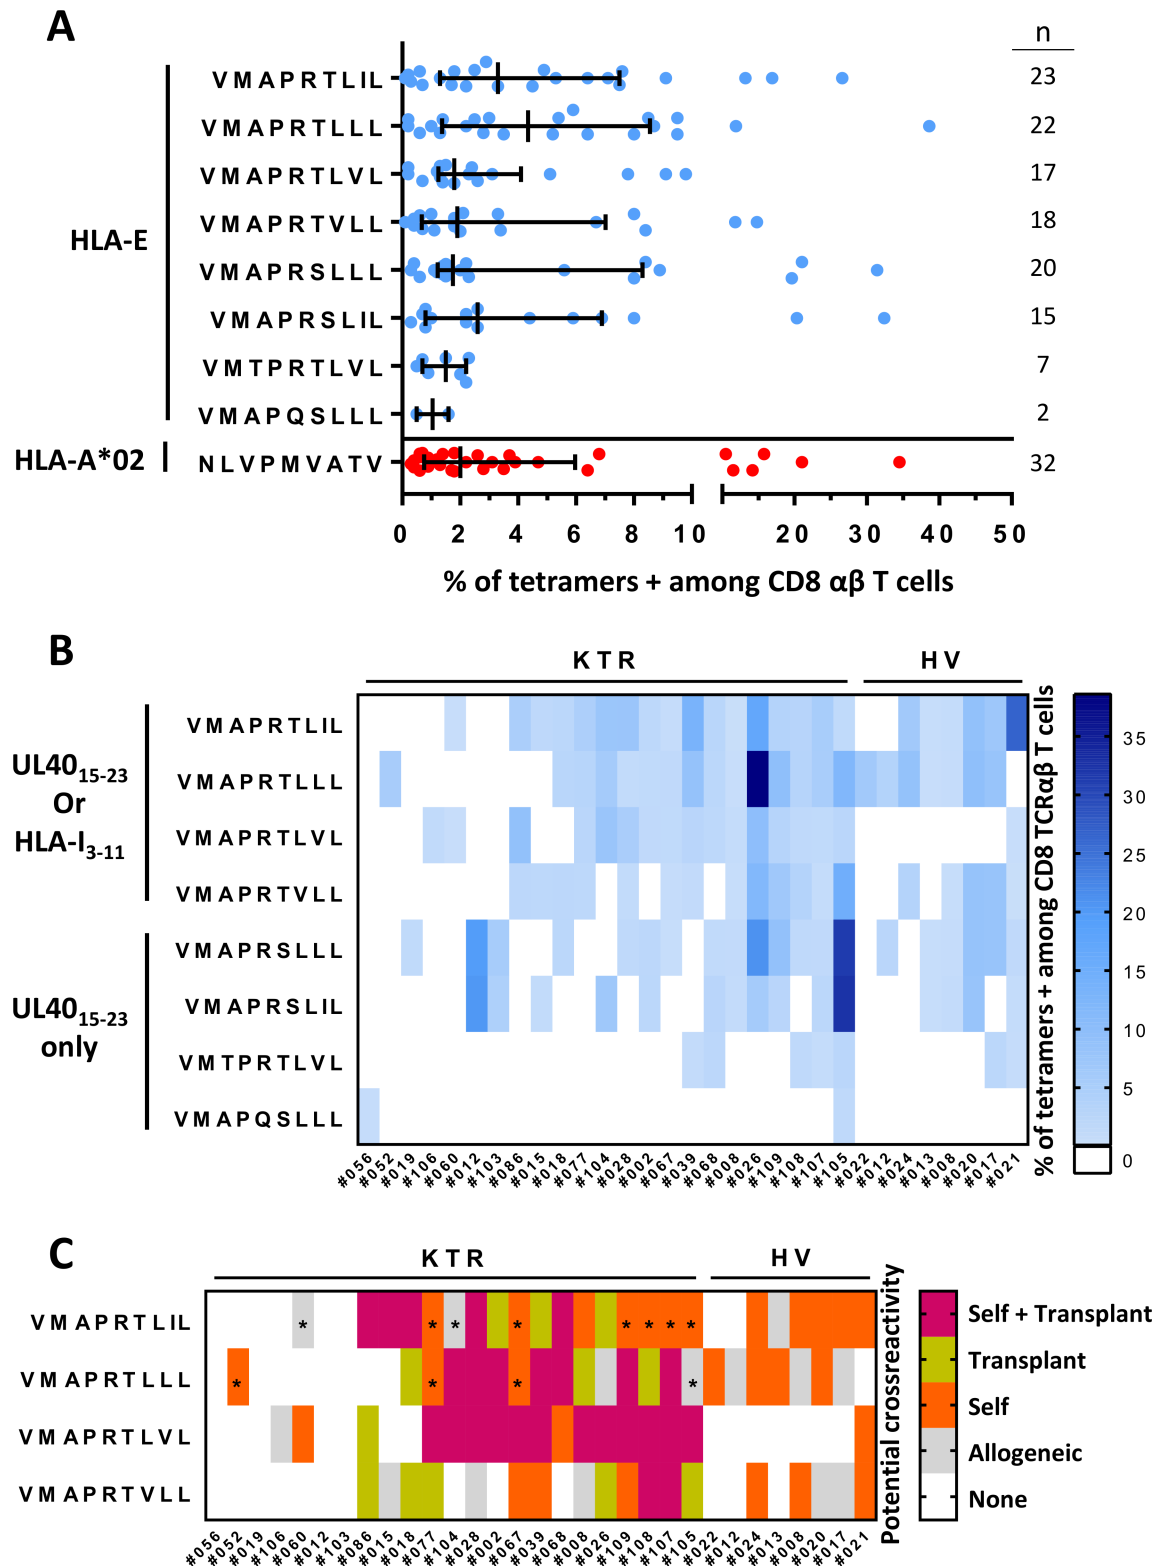 A
n
VMAPRTLIL 23
VMAPRTLLL 22
VMAPRTLVL 17
VMAPRTVLL 18
HLA-E
VMAPRSLLL 20
VMAPRSLIL 15
VMTPRTLVL 7
VMAPQSLLL 2
HLA-A*02 NLVPMVATV 32
0 2 4 6 8 10 20 30 40 50
% of tetramers + among CD8 αβ T cells
B
KTR HV
VMAPRTLIL
UL40 15-23
Or
HLA-I 3-11
VMAPRTLLL
VMAPRTLVL
VMAPRTVLL
UL40 15-23
only
VMAPRSLLL
VMAPRSLIL
VMTPRTLVL
VMAPQSLLL
#056 #052 #019 #106 #060 #012 #103 #086 #015 #018 #077 #104 #028 #002 #067 #039 #068 #008 #026 #109 #108 #107 #105 #022 #012 #024 #013 #008 #020 #017 #021
% of tetramers + among CD8 TCRαβ T cells
35
30
25
20
15
10
5
0
C
KTR HV
VMAPRTLIL * * * * * * * *
VMAPRTLLL * * * *
VMAPRTLVL
VMAPRTVLL
#056 #052 #019 #106 #060 #012 #103 #086 #015 #018 #077 #104 #028 #002 #067 #039 #068 #008 #026 #109 #108 #107 #105 #022 #012 #024 #013 #008 #020 #017 #021
Potential crossreactivity
Self + Transplant
Transplant
Self
Allogeneic
None